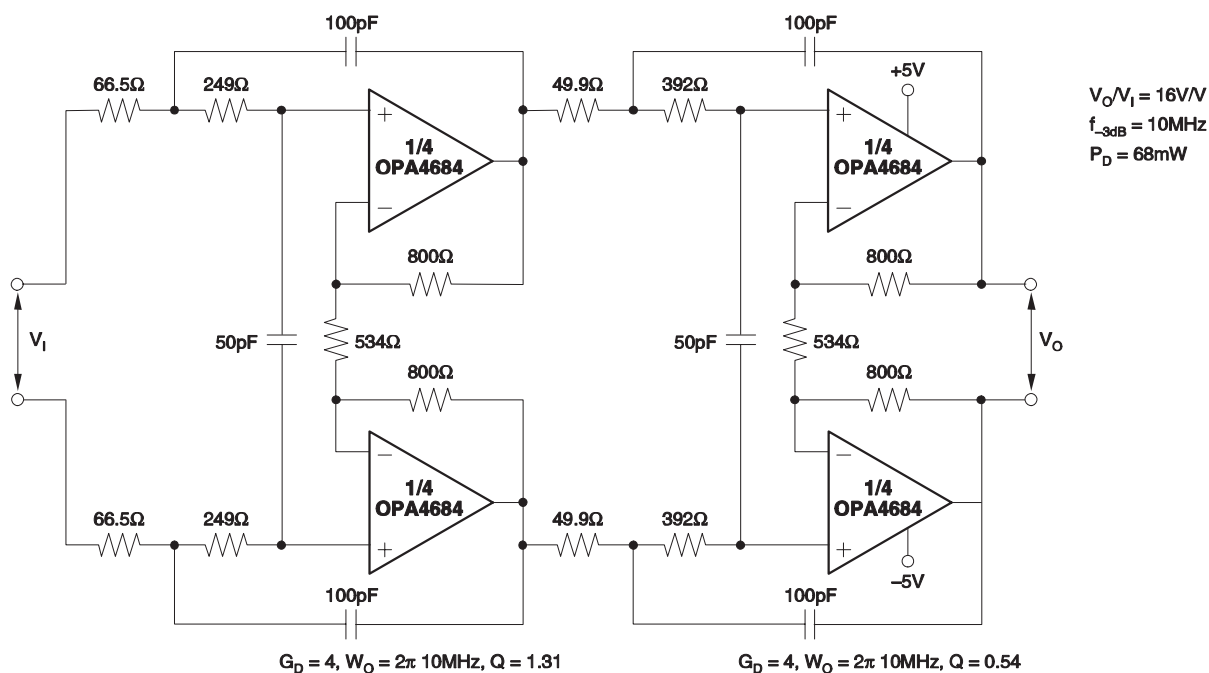 100pF
100pF
66.5Ω
249Ω
49.9Ω
392Ω
+5V
V_O/V_I = 16V/V
f_–3dB = 10MHz
P_D = 68mW
+
1/4
OPA4684
–
+
1/4
OPA4684
–
800Ω
800Ω
V_I
50pF
534Ω
50pF
534Ω
V_O
800Ω
800Ω
–
1/4
OPA4684
+
–
1/4
OPA4684
+
66.5Ω
249Ω
49.9Ω
392Ω
–5V
100pF
100pF
G_D = 4, W_O = 2π 10MHz, Q = 1.31
G_D = 4, W_O = 2π 10MHz, Q = 0.54